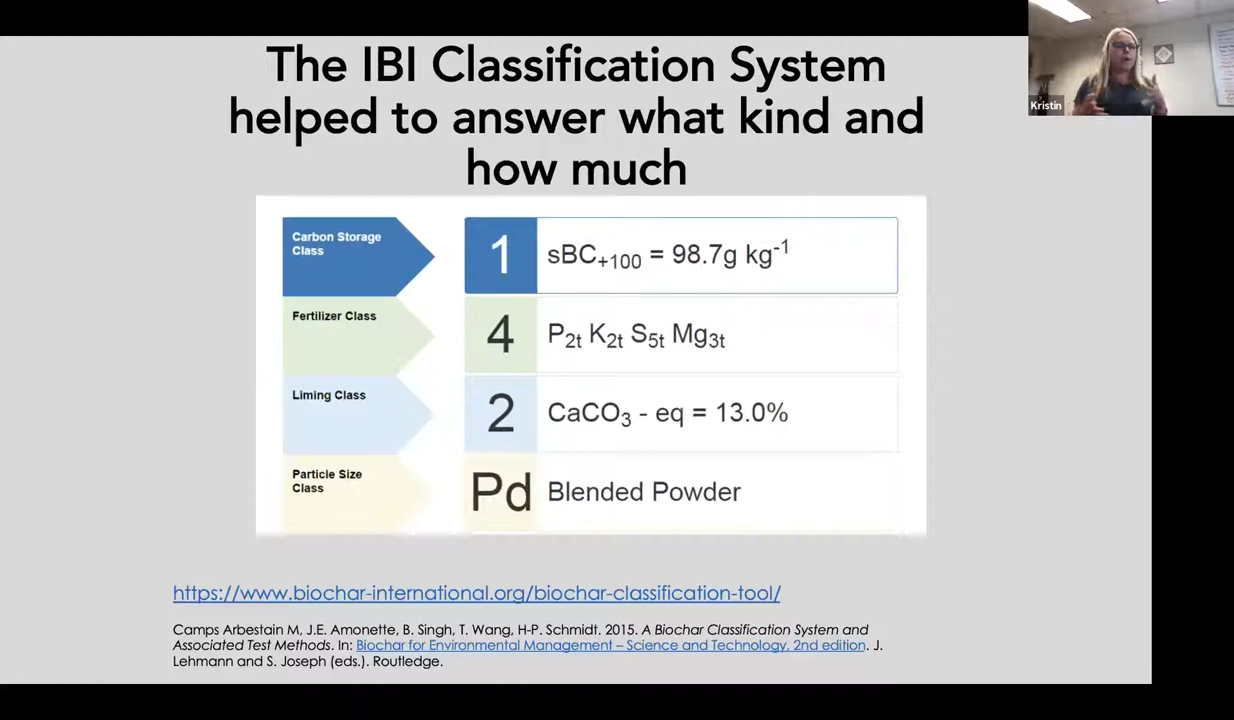 The IBI Classification System
helped to answer what kind and
how much
Kristin
Carbon Storage
Class
1
sBC+100 = 98.7g kg-1
Fertilizer Class
4
P2t K2t S5t Mg3t
Liming Class
2
CaCO3 - eq = 13.0%
Particle Size
Class
Pd
Blended Powder
https://www.biochar-international.org/biochar-classification-tool/
Camps Arbestain M, J.E. Amonette, B. Singh, T. Wang, H-P. Schmidt. 2015. A Biochar Classification System and
Associated Test Methods. In: Biochar for Environmental Management – Science and Technology, 2nd edition. J.
Lehmann and S. Joseph (eds.). Routledge.